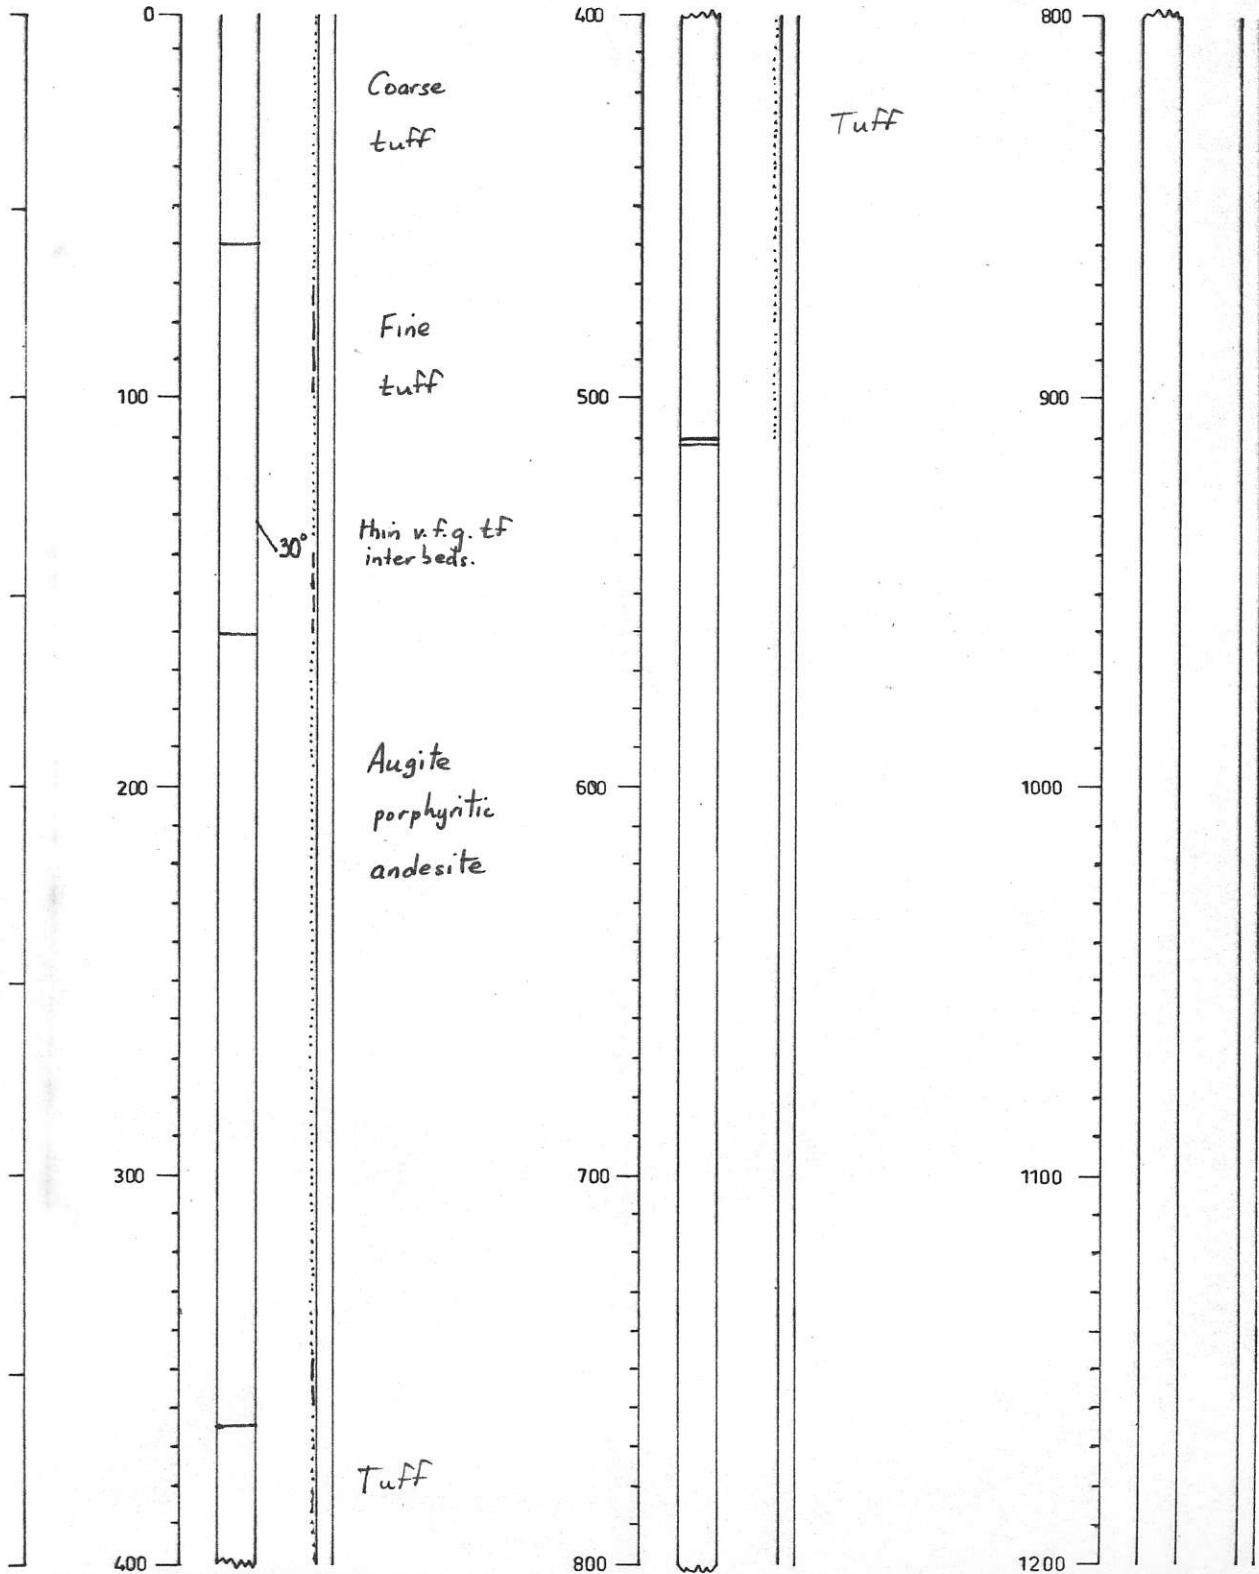 0
Coarse
tuff
Fine
tuff
100
30°
thin v.f.g. tf
interbeds.
200
Augite
porphyritic
andesite
300
Tuff
400
400
Tuff
500
600
700
800
800
900
1000
1100
1200